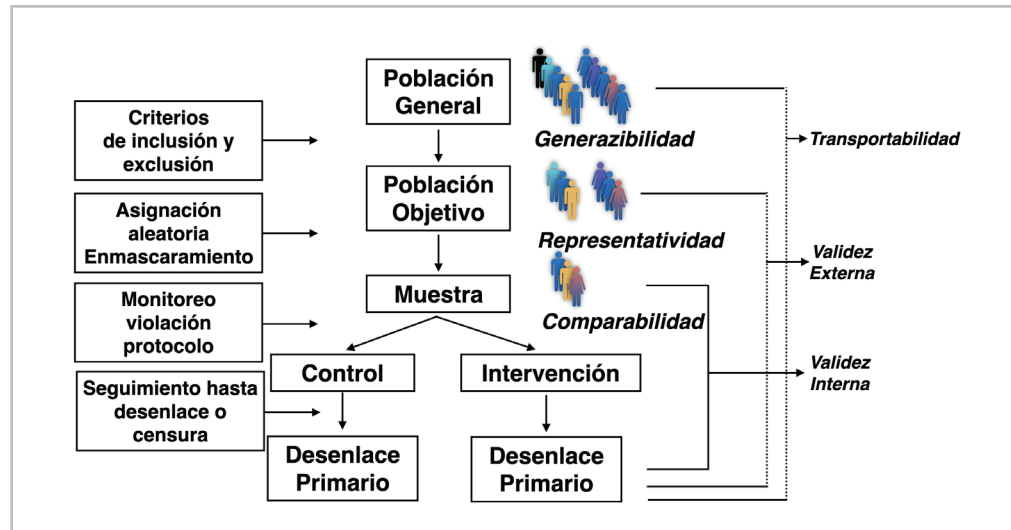 Población
General
Criterios
de inclusión y
exclusión
Generazibilidad
Transportabilidad
Población
Objetivo
Asignación
aleatoria
Enmascaramiento
Representatividad
Validez
Externa
Muestra
Monitoreo
violación
protocolo
Comparabilidad
Control
Intervención
Validez
Interna
Seguimiento hasta
desenlace o
censura
Desenlace
Primario
Desenlace
Primario